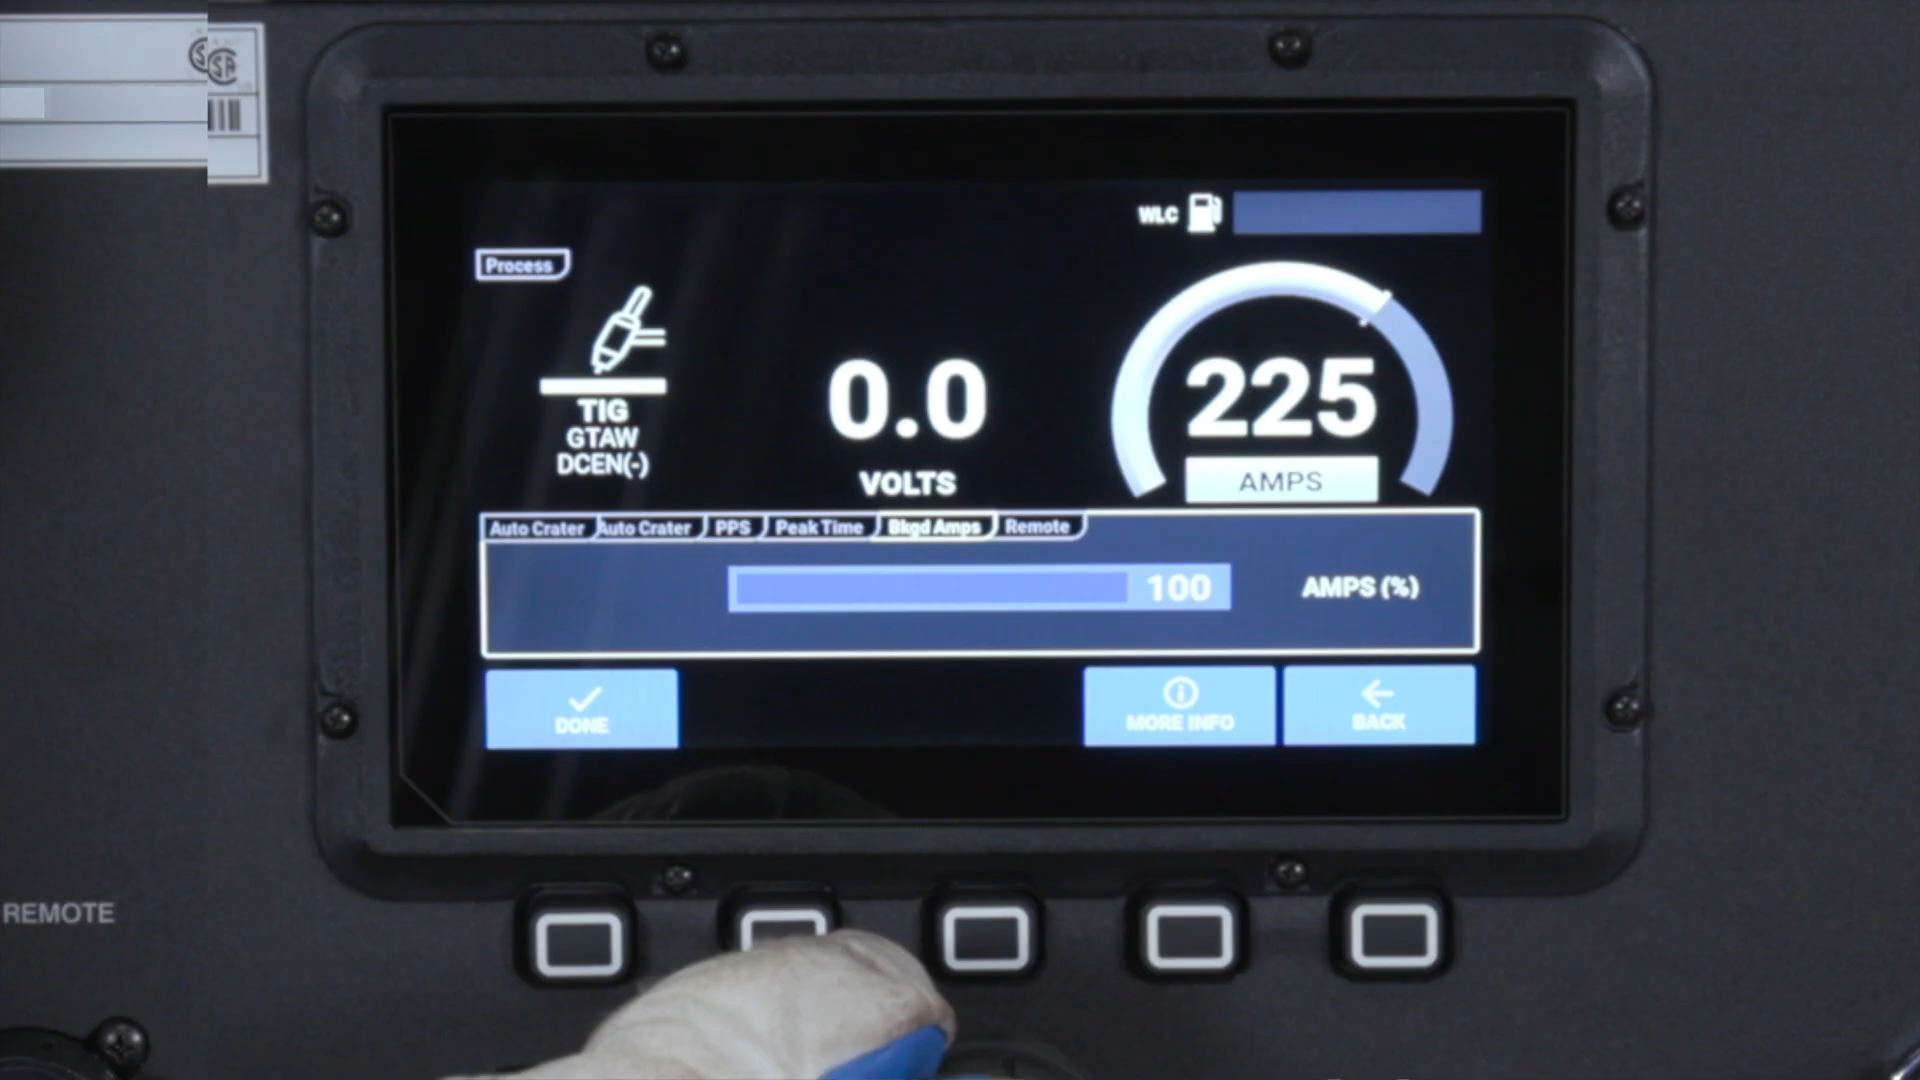 SA
WLC
Process
TIG
GTAW
DCEN(-)
0.0
VOLTS
225
AMPS
Auto Crater Auto Crater PPS Peak Time Bkgd Amps Remote
100 AMPS (%)
DONE
MORE INFO
BACK
REMOTE